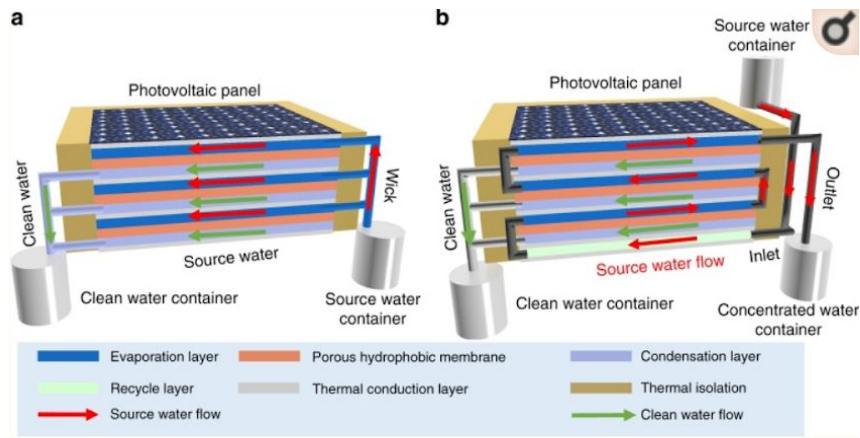 a
Photovoltaic panel
Clean water
Wick
Source water
Clean water container
Source water
container
b
Source water
container
Photovoltaic panel
Clean water
Outlet
Inlet
Source water flow
Clean water container
Concentrated water
container
Evaporation layer
Porous hydrophobic membrane
Condensation layer
Recycle layer
Thermal conduction layer
Thermal isolation
Source water flow
Clean water flow